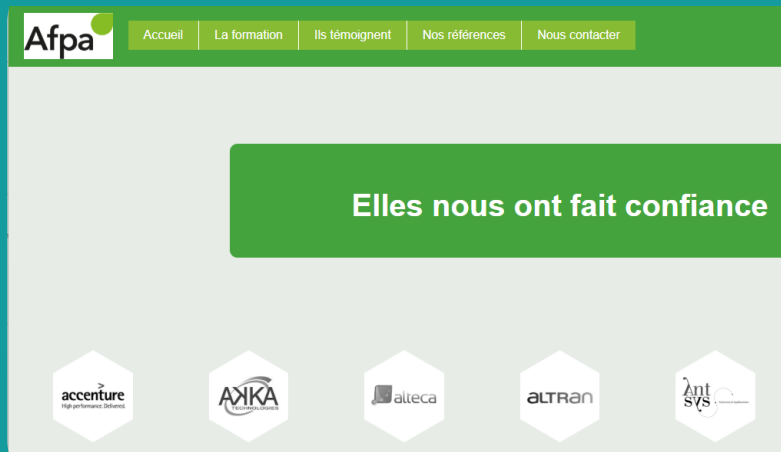 Afpa
Accueil
La formation
Ils témoignent
Nos références
Nous contacter
Elles nous ont fait confiance
accenture
High performance. Delivered.
AKKA
TECHNOLOGIES
alteca
ALTRAN
Ant
sys